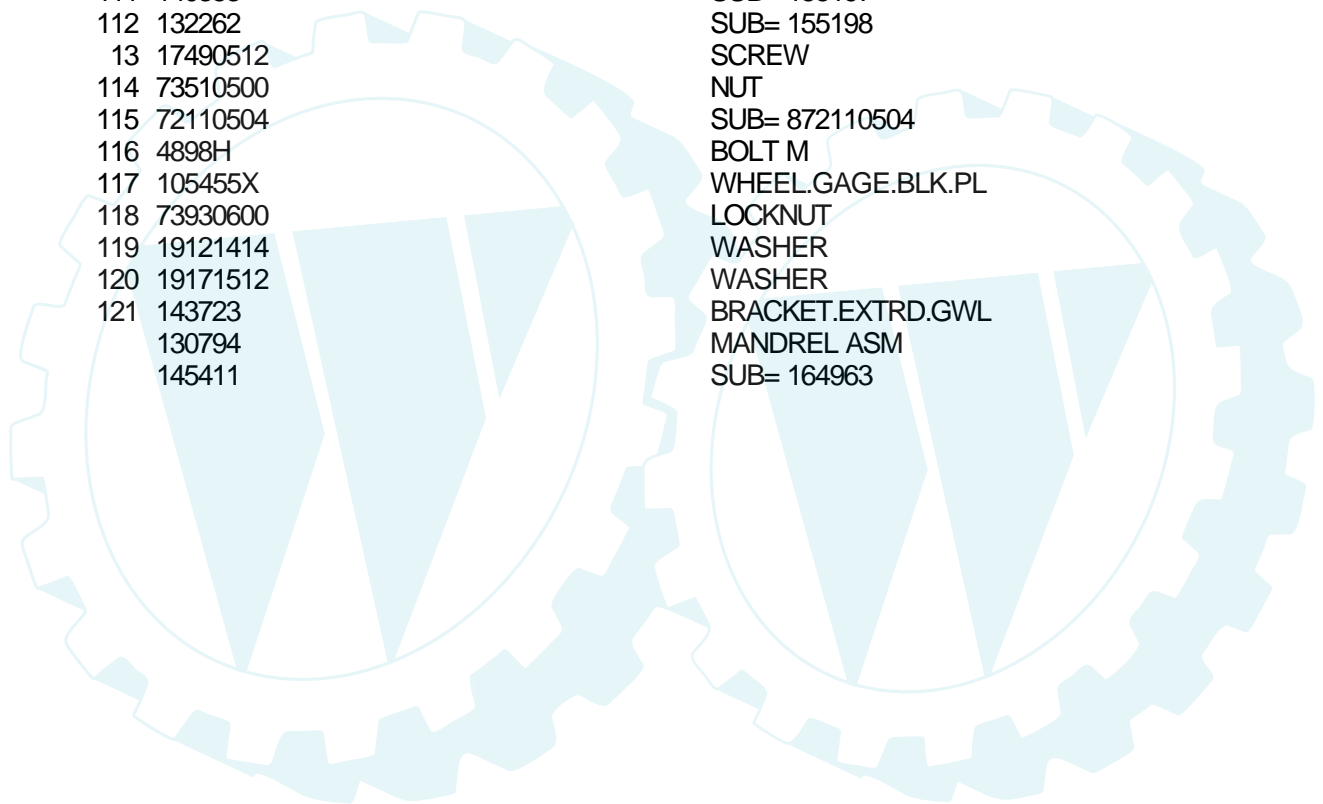 112 132262 SUB= 155198
13 17490512 SCREW
114 73510500 NUT
115 72110504 SUB= 872110504
116 4898H BOLT M
117 105455X WHEEL.GAGE.BLK.PL
118 73930600 LOCKNUT
119 19121414 WASHER
120 19171512 WASHER
121 143723 BRACKET.EXTRD.GWL
130794 MANDREL ASM
145411 SUB= 164963